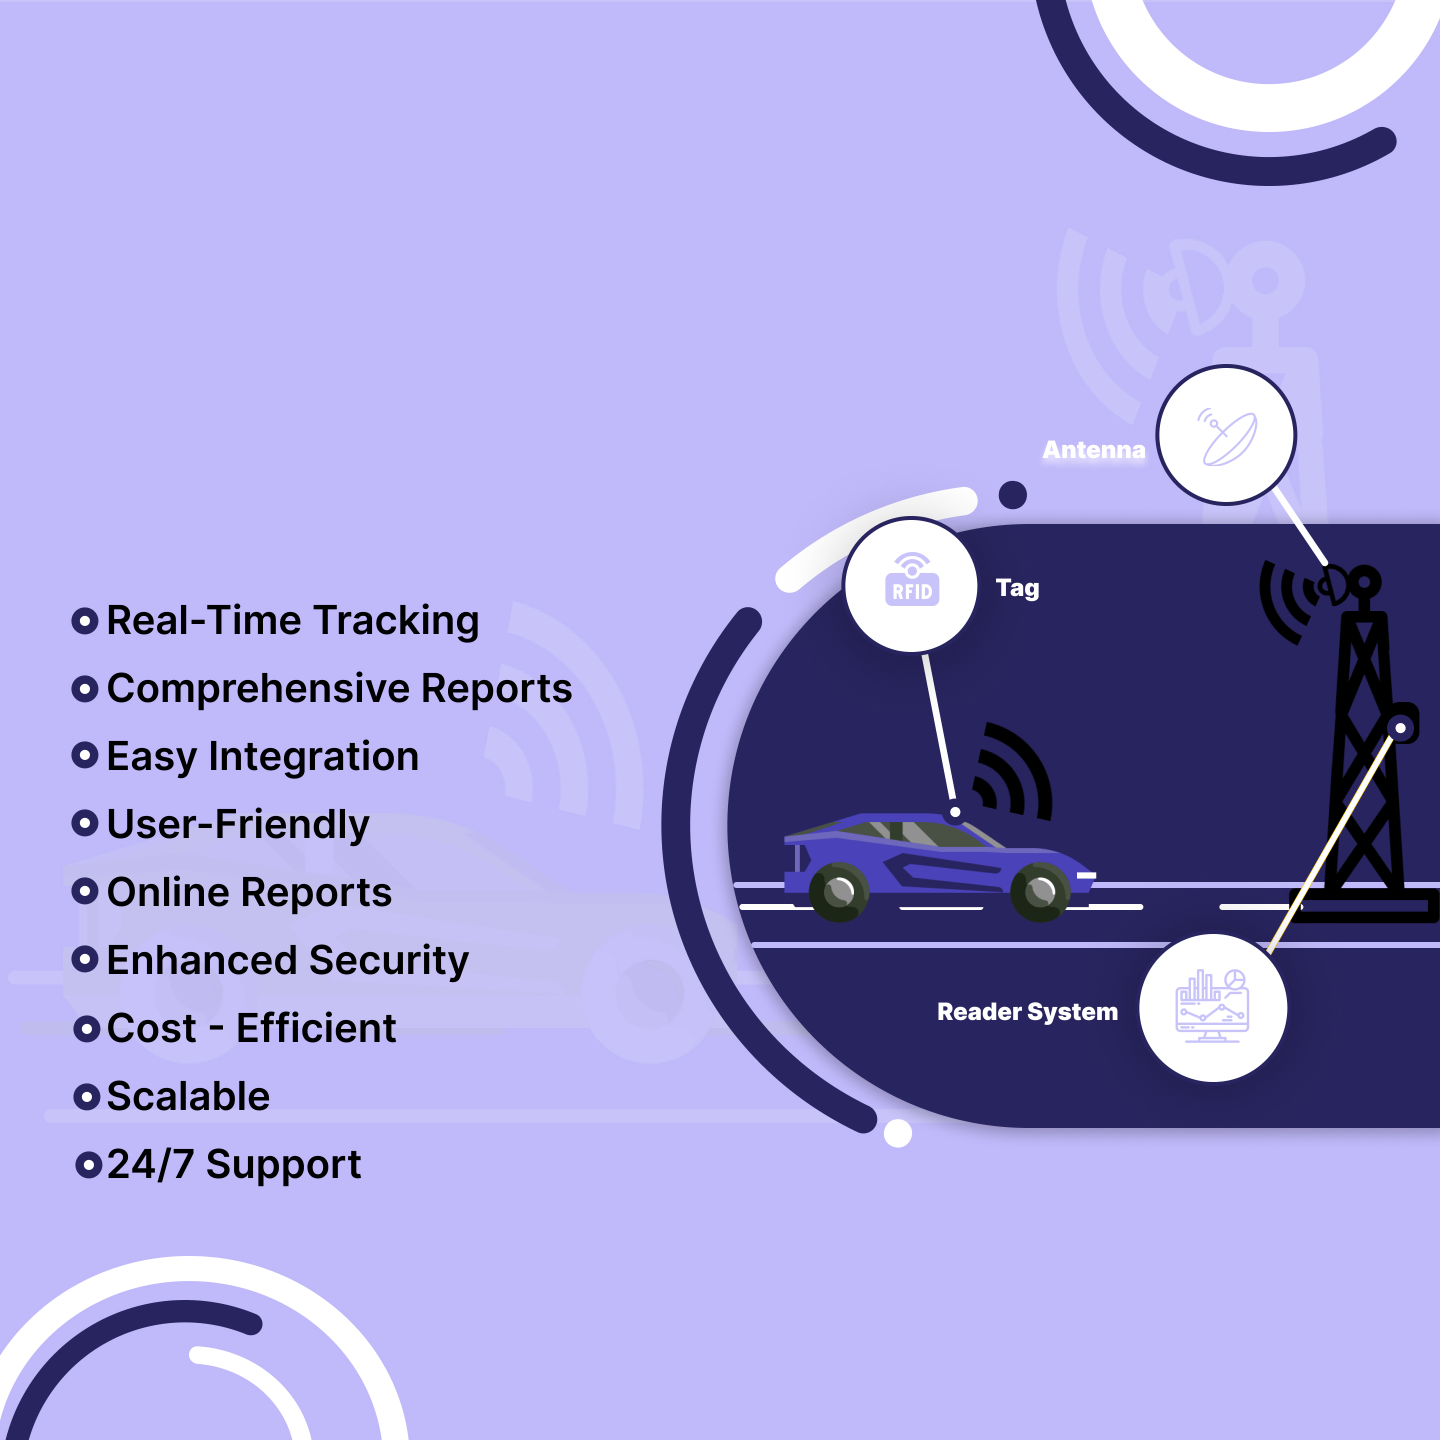 Real-Time Tracking
Comprehensive Reports
Easy Integration
User-Friendly
Online Reports
Enhanced Security
Cost - Efficient
Scalable
24/7 Support
Antenna
RFID
Tag
Reader System